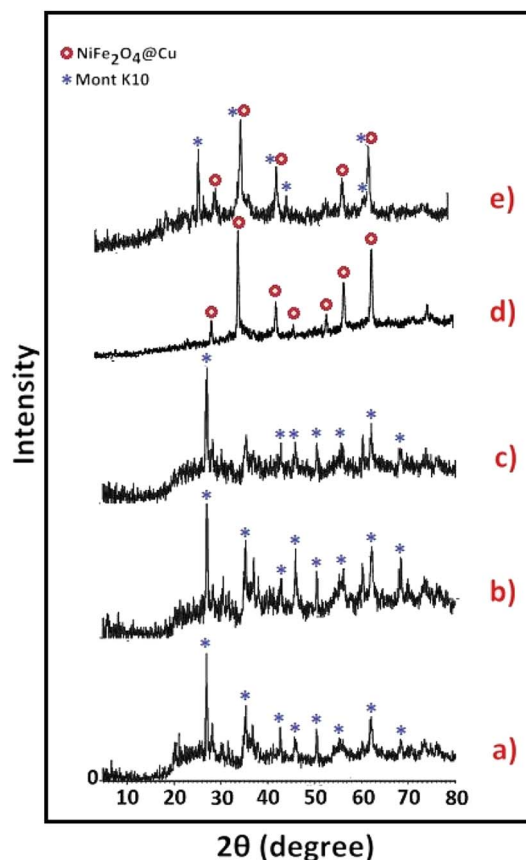 NiFe₂O₄@Cu
* Mont K10
e)
d)
c)
b)
a)
Intensity
0
10 20 30 40 50 60 70 80
2θ (degree)